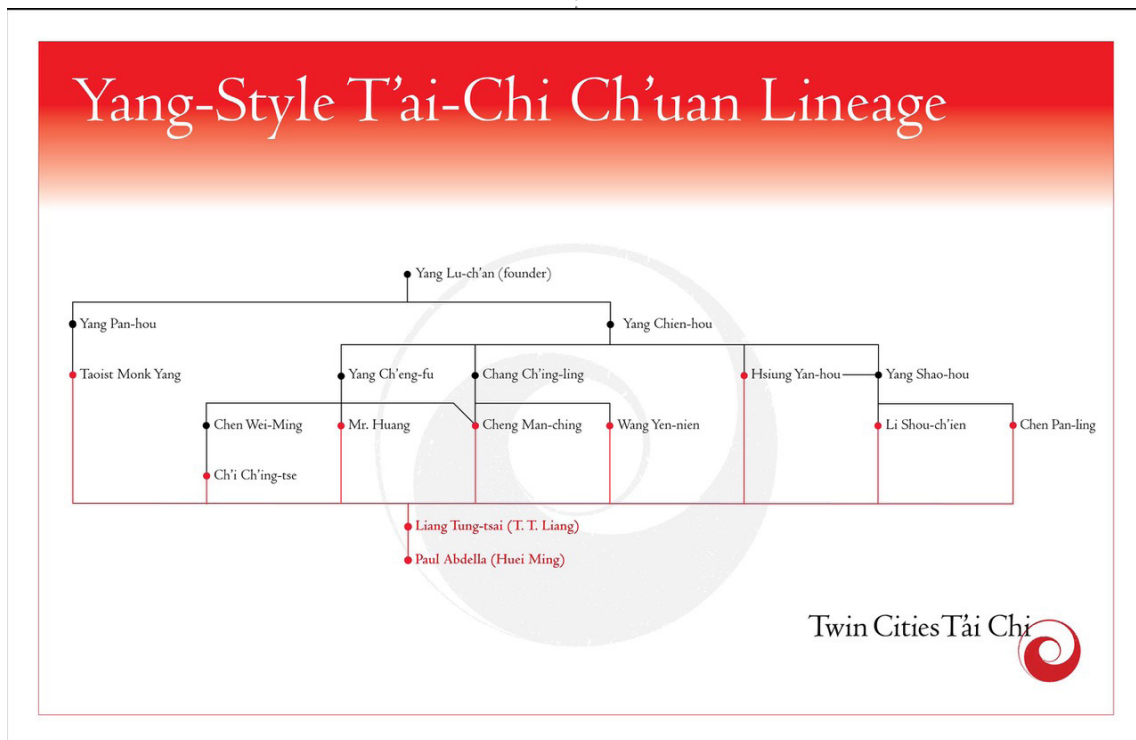 Yang-Style T'ai-Chi Ch'uan Lineage
Yang Lu-ch'an (founder)
Yang Pan-hou
Yang Chien-hou
Taoist Monk Yang
Yang Ch'eng-fu
Chang Ch'ing-ling
Hsiung Yan-hou
Yang Shao-hou
Chen Wei-Ming
Mr. Huang
Cheng Man-ching
Wang Yen-nien
Li Shou-ch'ien
Chen Pan-ling
Ch'i Ch'ing-tse
Liang Tung-tsai (T. T. Liang)
Paul Abdella (Huei Ming)
Twin Cities T'ai Chi